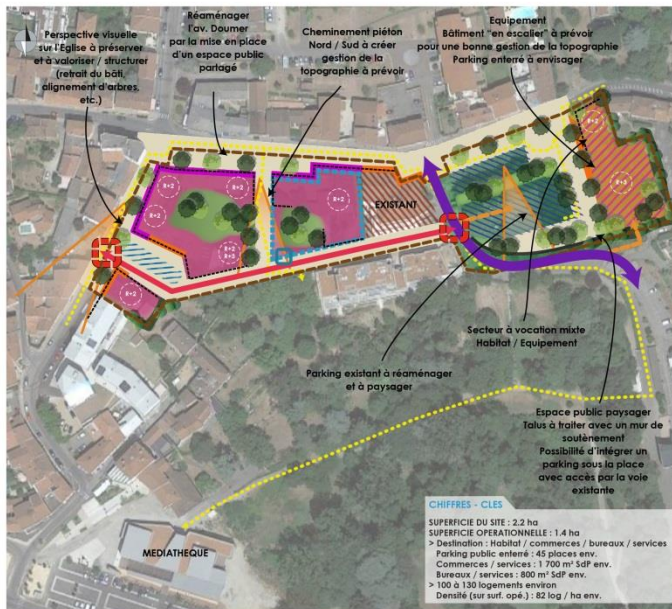 Perspective visuelle
sur l'Eglise à préserver
et à valoriser / structurer
(retrait du bâti,
alignement d'arbres,
etc.)
Réaménager
l'av. Doumer
par la mise en place
d'un espace public
partagé
Cheminement piéton
Nord / Sud à créer
gestion de la
topographie à prévoir
Equipement
Bâtiment "en escalier" à prévoir
pour une bonne gestion de la topographie
Parking enterré à envisager
R+2
R+2
R+2
R+2
R+3
R+2
R+2
EXISTANT
R+2
R+3
Secteur à vocation mixte
Habitat / Equipement
Parking existant à réaménager
et à paysager
Espace public paysager
Talus à traiter avec un mur de
soutènement
Possibilité d'intégrer un
parking sous la place
avec accès par la voie
existante
MEDIATHEQUE
CHIFFRES - CLES
SUPERFICIE DU SITE : 2.2 ha
SUPERFICIE OPERATIONNELLE : 1.4 ha
> Destination : Habitat / commerces / bureaux / services
Parking public enterré : 45 places env.
Commerces / services : 1 700 m² SdP env.
Bureaux / services : 800 m² SdP env.
> 100 à 130 logements environ
Densité (sur surf. opé.) : 82 log / ha env.